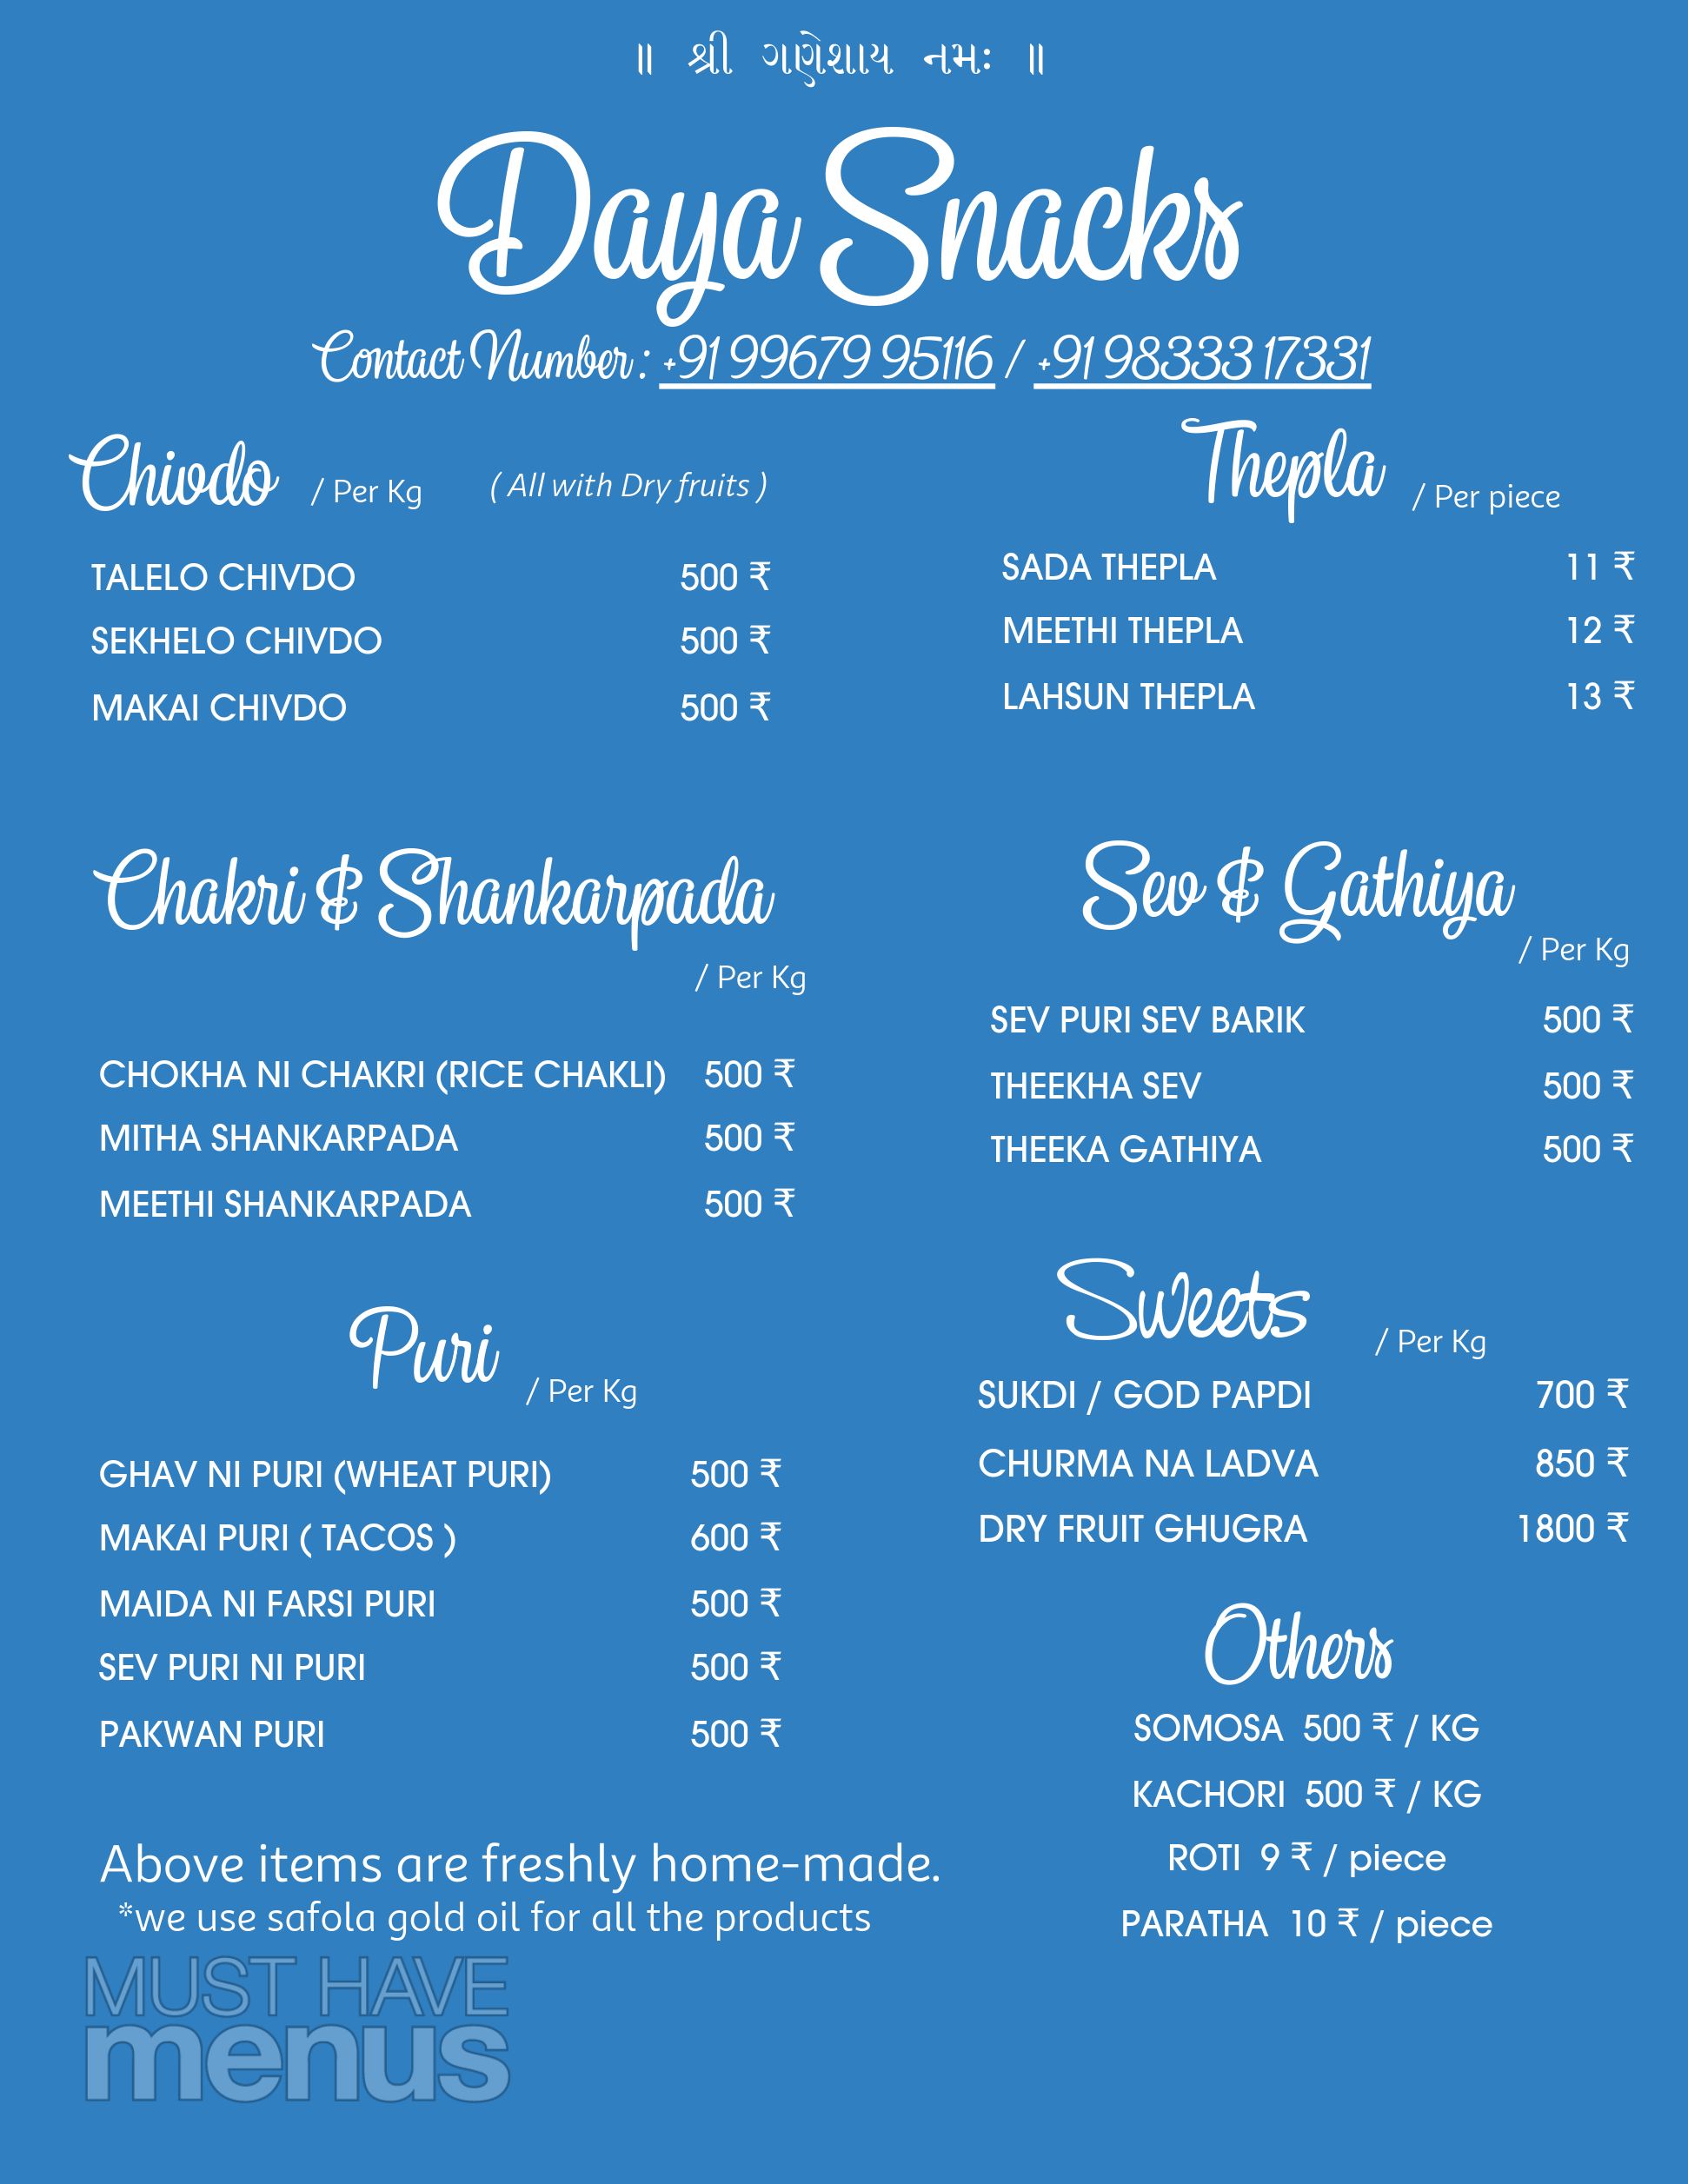 ॥ શ્રી ગણેશાય નમઃ ॥
Daya Snacks
Contact Number : +91 99679 95116 / +91 98333 17331
Chivdo / Per Kg ( All with Dry fruits )
TALELO CHIVDO 500 ₹
SEKHELO CHIVDO 500 ₹
MAKAI CHIVDO 500 ₹
Thepla / Per piece
SADA THEPLA 11 ₹
MEETHI THEPLA 12 ₹
LAHSUN THEPLA 13 ₹
Chakri & Shankarpada
/ Per Kg
CHOKHA NI CHAKRI (RICE CHAKLI) 500 ₹
MITHA SHANKARPADA 500 ₹
MEETHI SHANKARPADA 500 ₹
Sev & Gathiya
/ Per Kg
SEV PURI SEV BARIK 500 ₹
THEEKHA SEV 500 ₹
THEEKA GATHIYA 500 ₹
Puri / Per Kg
GHAV NI PURI (WHEAT PURI) 500 ₹
MAKAI PURI ( TACOS ) 600 ₹
MAIDA NI FARSI PURI 500 ₹
SEV PURI NI PURI 500 ₹
PAKWAN PURI 500 ₹
Sweets / Per Kg
SUKDI / GOD PAPDI 700 ₹
CHURMA NA LADVA 850 ₹
DRY FRUIT GHUGRA 1800 ₹
Others
SOMOSA 500 ₹ / KG
KACHORI 500 ₹ / KG
ROTI 9 ₹ / piece
PARATHA 10 ₹ / piece
Above items are freshly home-made.
*we use safola gold oil for all the products
MUST HAVE
menus